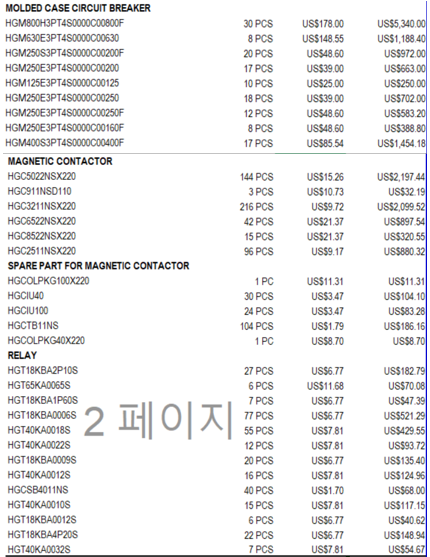 MOLDED CASE CIRCUIT BREAKER
HGM800H3PT4S0000C00800F 30 PCS US$178.00 US$5,340.00
HGM630E3PT4S0000C00630 8 PCS US$148.55 US$1,188.40
HGM250S3PT4S0000C00200F 20 PCS US$48.60 US$972.00
HGM250E3PT4S0000C00200 17 PCS US$39.00 US$663.00
HGM125E3PT4S0000C00125 10 PCS US$25.00 US$250.00
HGM250E3PT4S0000C00250 18 PCS US$39.00 US$702.00
HGM250E3PT4S0000C00250F 12 PCS US$48.60 US$583.20
HGM250E3PT4S0000C00160F 8 PCS US$48.60 US$388.80
HGM400S3PT4S0000C00400F 17 PCS US$85.54 US$1,454.18
MAGNETIC CONTACTOR
HGC5022NSX220 144 PCS US$15.26 US$2,197.44
HGC911NSD110 3 PCS US$10.73 US$32.19
HGC3211NSX220 216 PCS US$9.72 US$2,099.52
HGC6522NSX220 42 PCS US$21.37 US$897.54
HGC8522NSX220 15 PCS US$21.37 US$320.55
HGC2511NSX220 96 PCS US$9.17 US$880.32
SPARE PART FOR MAGNETIC CONTACTOR
HGCOLPKG100X220 1 PC US$11.31 US$11.31
HGCIU40 30 PCS US$3.47 US$104.10
HGCIU100 24 PCS US$3.47 US$83.28
HGCTB11NS 104 PCS US$1.79 US$186.16
HGCOLPKG40X220 1 PC US$8.70 US$8.70
RELAY
HGT18KBA2P10S 27 PCS US$6.77 US$182.79
HGT65KA0065S 6 PCS US$11.68 US$70.08
HGT18KBA1P60S 7 PCS US$6.77 US$47.39
HGT18KBA0006S 77 PCS US$6.77 US$521.29
2 페이지
HGT40KA0018S 55 PCS US$7.81 US$429.55
HGT40KA0022S 12 PCS US$7.81 US$93.72
HGT18KBA0009S 20 PCS US$6.77 US$135.40
HGT40KA0012S 16 PCS US$7.81 US$124.96
HGCSB4011NS 40 PCS US$1.70 US$68.00
HGT40KA0010S 15 PCS US$7.81 US$117.15
HGT18KBA0012S 6 PCS US$6.77 US$40.62
HGT18KBA4P20S 22 PCS US$6.77 US$148.94
HGT40KA0032S 7 PCS US$7.81 US$54.67